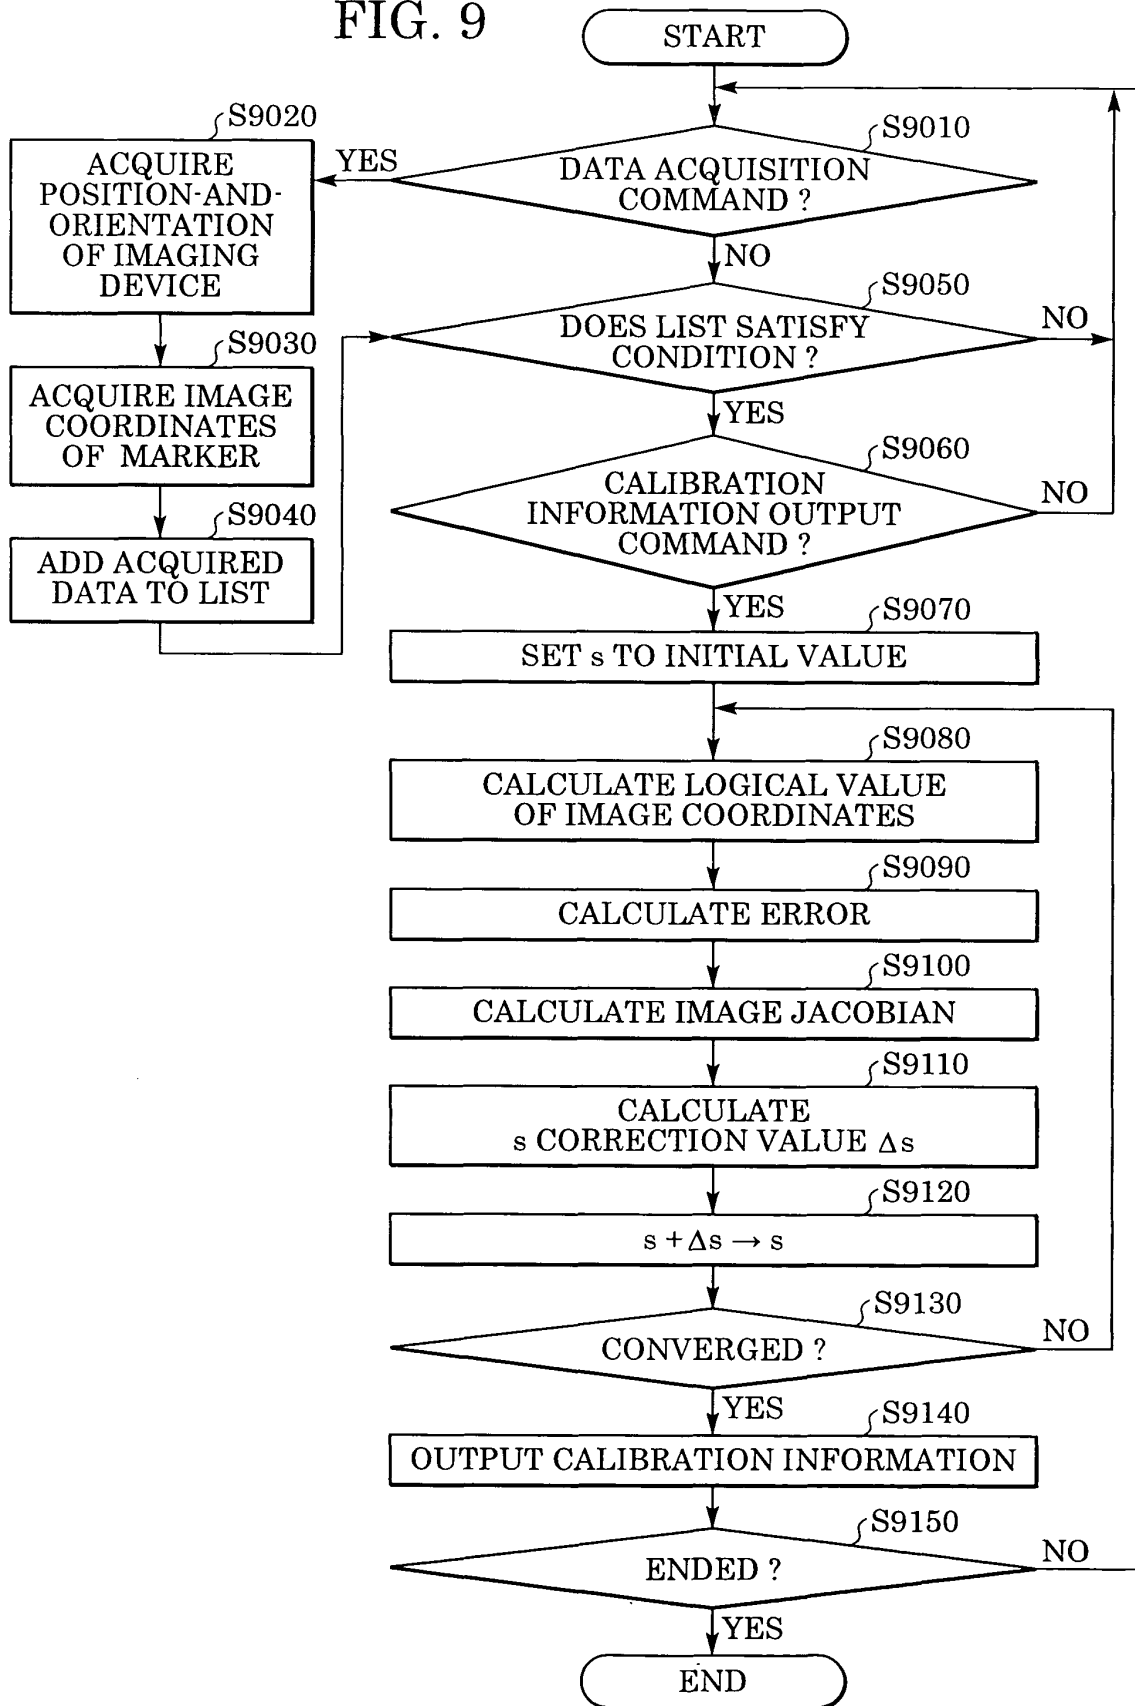 FIG. 9
START
S9010
DATA ACQUISITION
COMMAND ?
YES
NO
S9020
ACQUIRE
POSITION-AND-
ORIENTATION
OF IMAGING
DEVICE
S9030
ACQUIRE IMAGE
COORDINATES
OF MARKER
S9040
ADD ACQUIRED
DATA TO LIST
S9050
DOES LIST SATISFY
CONDITION ?
NO
YES
S9060
CALIBRATION
INFORMATION OUTPUT
COMMAND ?
NO
YES
S9070
SET s TO INITIAL VALUE
S9080
CALCULATE LOGICAL VALUE
OF IMAGE COORDINATES
S9090
CALCULATE ERROR
S9100
CALCULATE IMAGE JACOBIAN
S9110
CALCULATE
s CORRECTION VALUE Δs
S9120
s + Δs → s
S9130
CONVERGED ?
NO
YES
S9140
OUTPUT CALIBRATION INFORMATION
S9150
ENDED ?
NO
YES
END